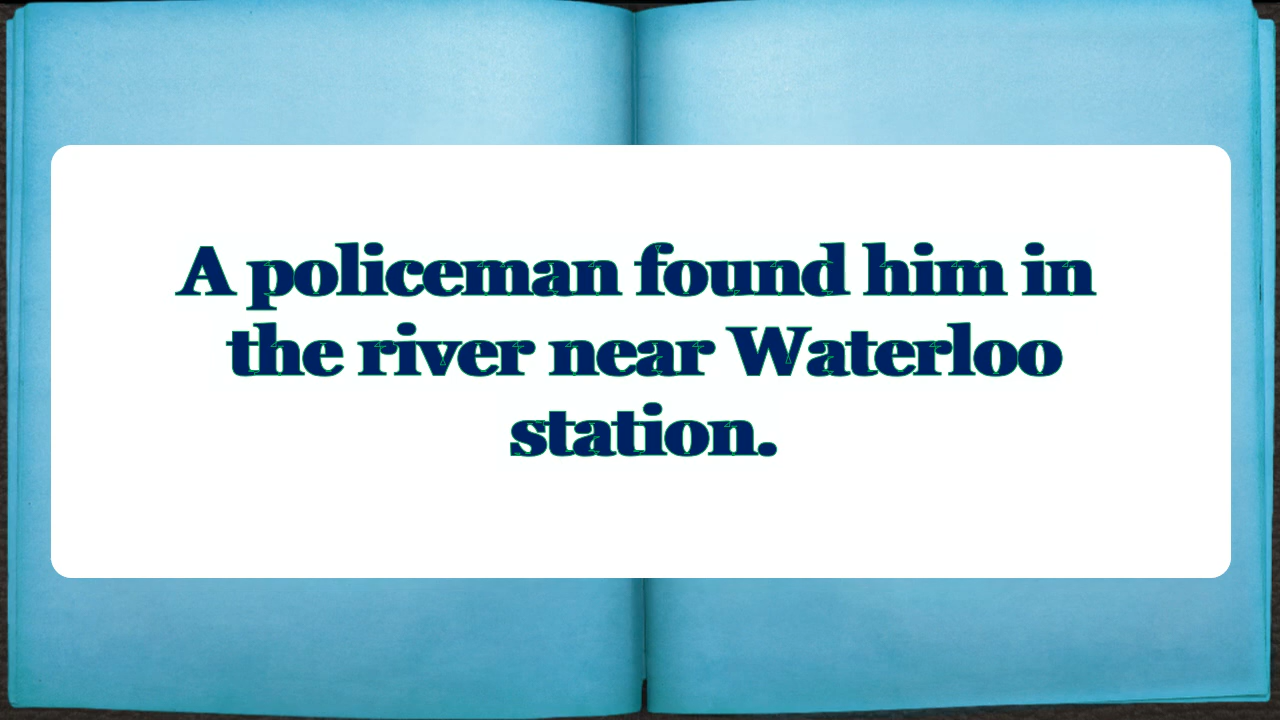 A policeman found him in
the river near Waterloo
station.